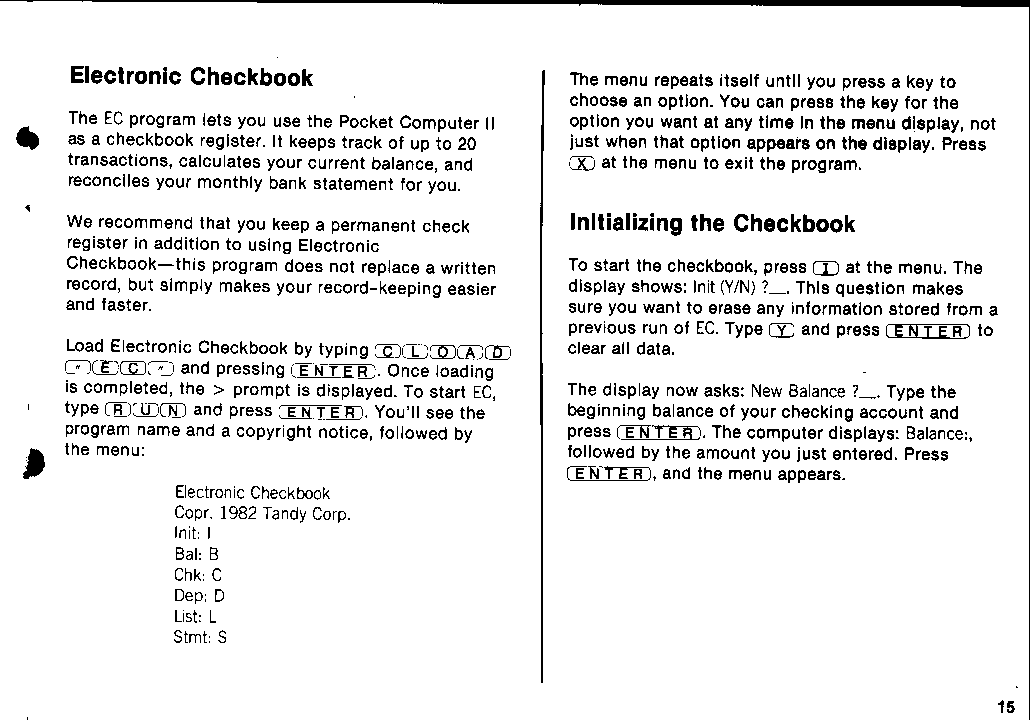 Electronic Checkbook
The EC program lets you use the Pocket Computer II
as a checkbook register. It keeps track of up to 20
transactions, calculates your current balance, and
reconciles your monthly bank statement for you.
We recommend that you keep a permanent check
register in addition to using Electronic
Checkbook—this program does not replace a written
record, but simply makes your record-keeping easier
and faster.
Load Electronic Checkbook by typing C L O A D
" E C " and pressing ENTER. Once loading
is completed, the > prompt is displayed. To start EC,
type R U N and press ENTER. You'll see the
program name and a copyright notice, followed by
the menu:
Electronic Checkbook
Copr. 1982 Tandy Corp.
Init: I
Bal: B
Chk: C
Dep: D
List: L
Stmt: S
The menu repeats itself until you press a key to
choose an option. You can press the key for the
option you want at any time in the menu display, not
just when that option appears on the display. Press
X at the menu to exit the program.
Initializing the Checkbook
To start the checkbook, press I at the menu. The
display shows: Init (Y/N) ?_. This question makes
sure you want to erase any information stored from a
previous run of EC. Type Y and press ENTER to
clear all data.
The display now asks: New Balance ?_. Type the
beginning balance of your checking account and
press ENTER. The computer displays: Balance:,
followed by the amount you just entered. Press
ENTER, and the menu appears.
15